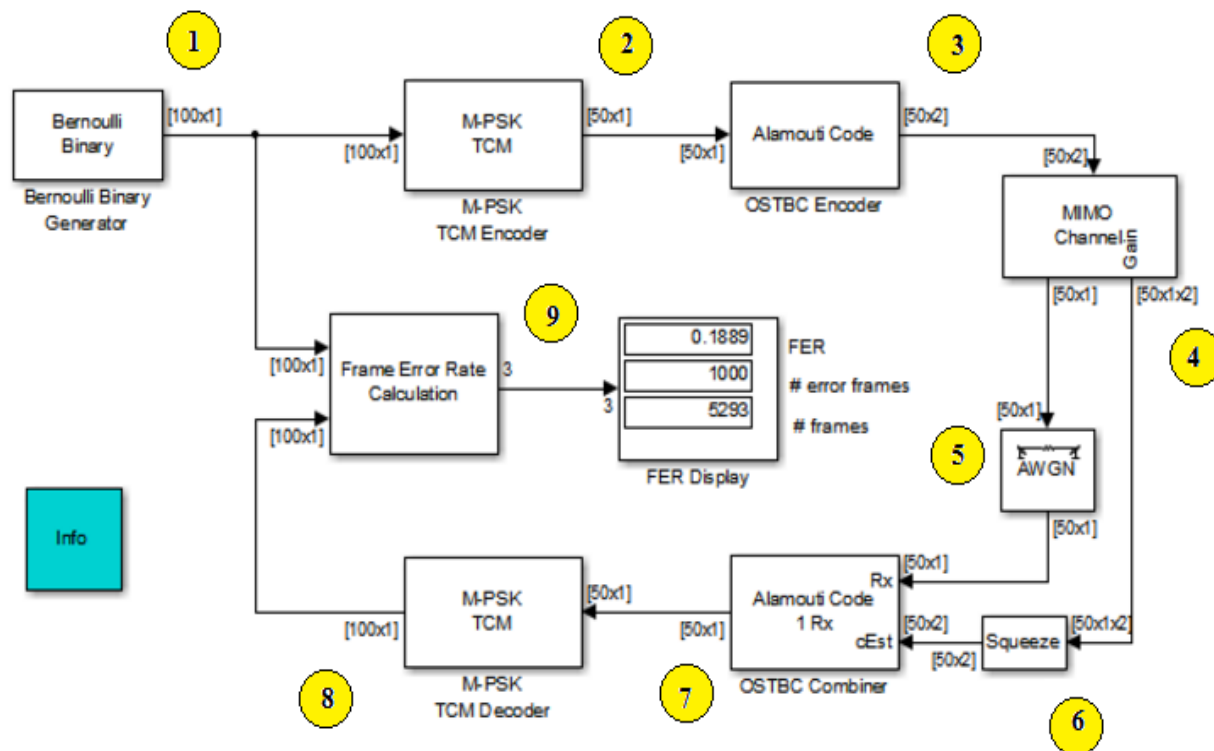 1
2
3
[100x1]
[50x1]
[50x2]
Bernoulli
Binary
M-PSK
TCM
Alamouti Code
[100x1]
[50x1]
[50x2]
Bernoulli Binary
Generator
M-PSK
TCM Encoder
OSTBC Encoder
MIMO
Channel
Gain
[50x1]
[50x1x2]
9
4
[100x1]
Frame Error Rate
Calculation
3
3
0.1889
1000
5293
FER
# error frames
# frames
[100x1]
FER Display
[50x1]
5
AWGN
[50x1]
Info
M-PSK
TCM
[50x1]
[50x1]
Rx
Alamouti Code
1 Rx
cEst
[50x2]
Squeeze
[50x1x2]
[100x1]
[50x1]
[50x2]
8
M-PSK
TCM Decoder
7
OSTBC Combiner
6